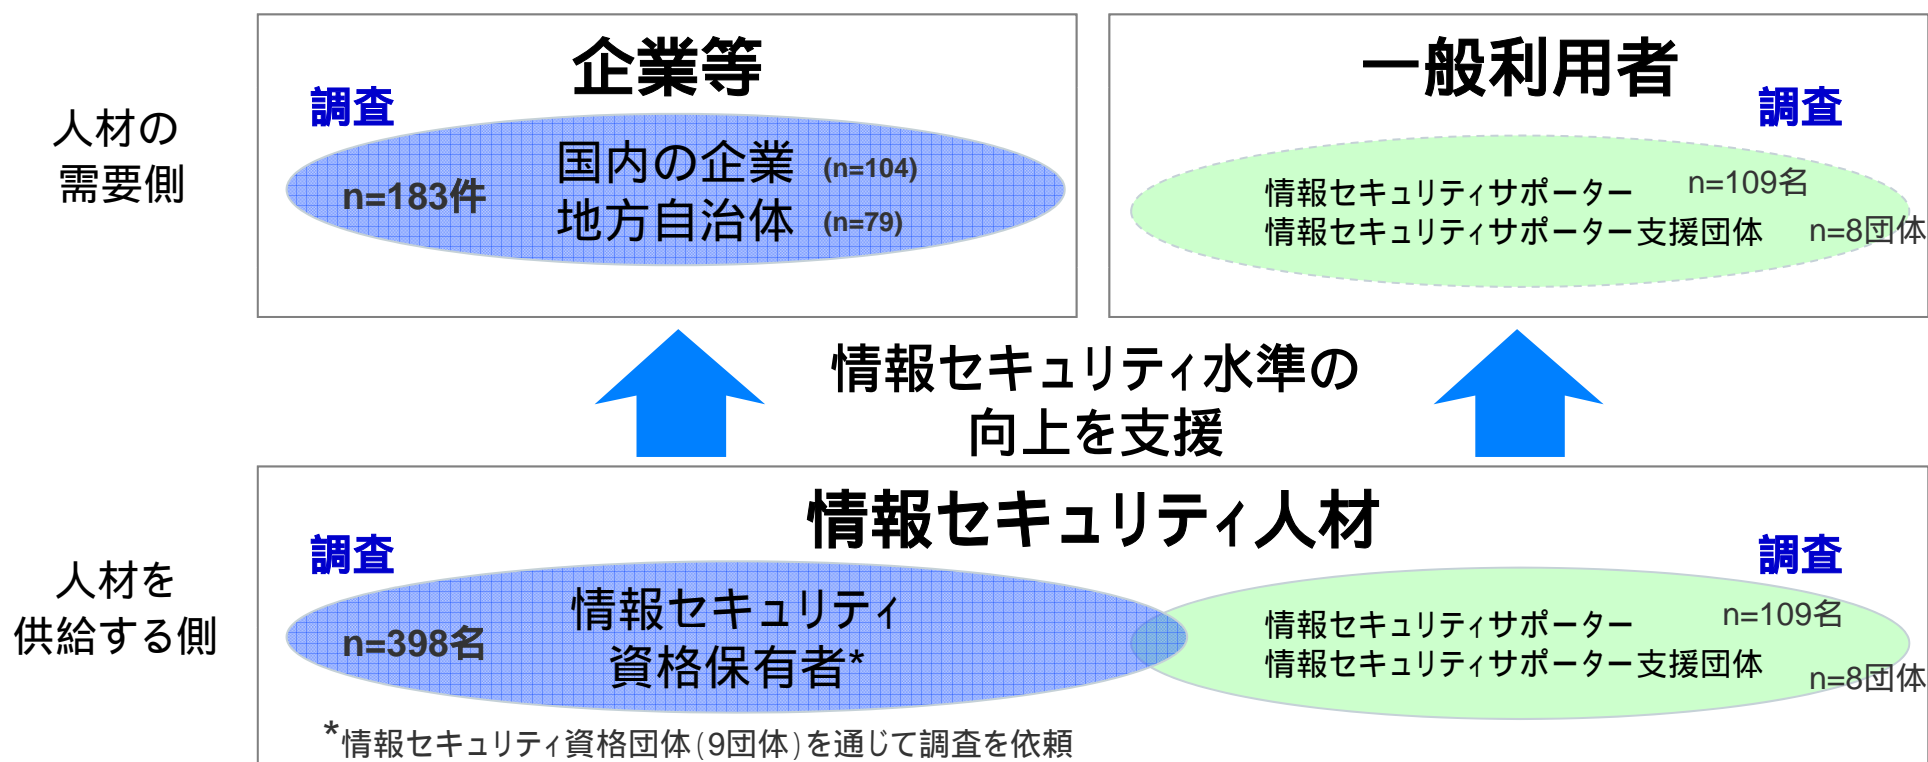 企業等
一般利用者
調査
調査
人材の
需要側
国内の企業 (n=104)
n=183件
地方自治体 (n=79)
情報セキュリティサポーター n=109名
情報セキュリティサポーター支援団体 n=8団体
情報セキュリティ水準の
向上を支援
情報セキュリティ人材
調査
調査
人材を
供給する側
情報セキュリティ
n=398名
資格保有者*
情報セキュリティサポーター n=109名
情報セキュリティサポーター支援団体 n=8団体
*情報セキュリティ資格団体(9団体)を通じて調査を依頼